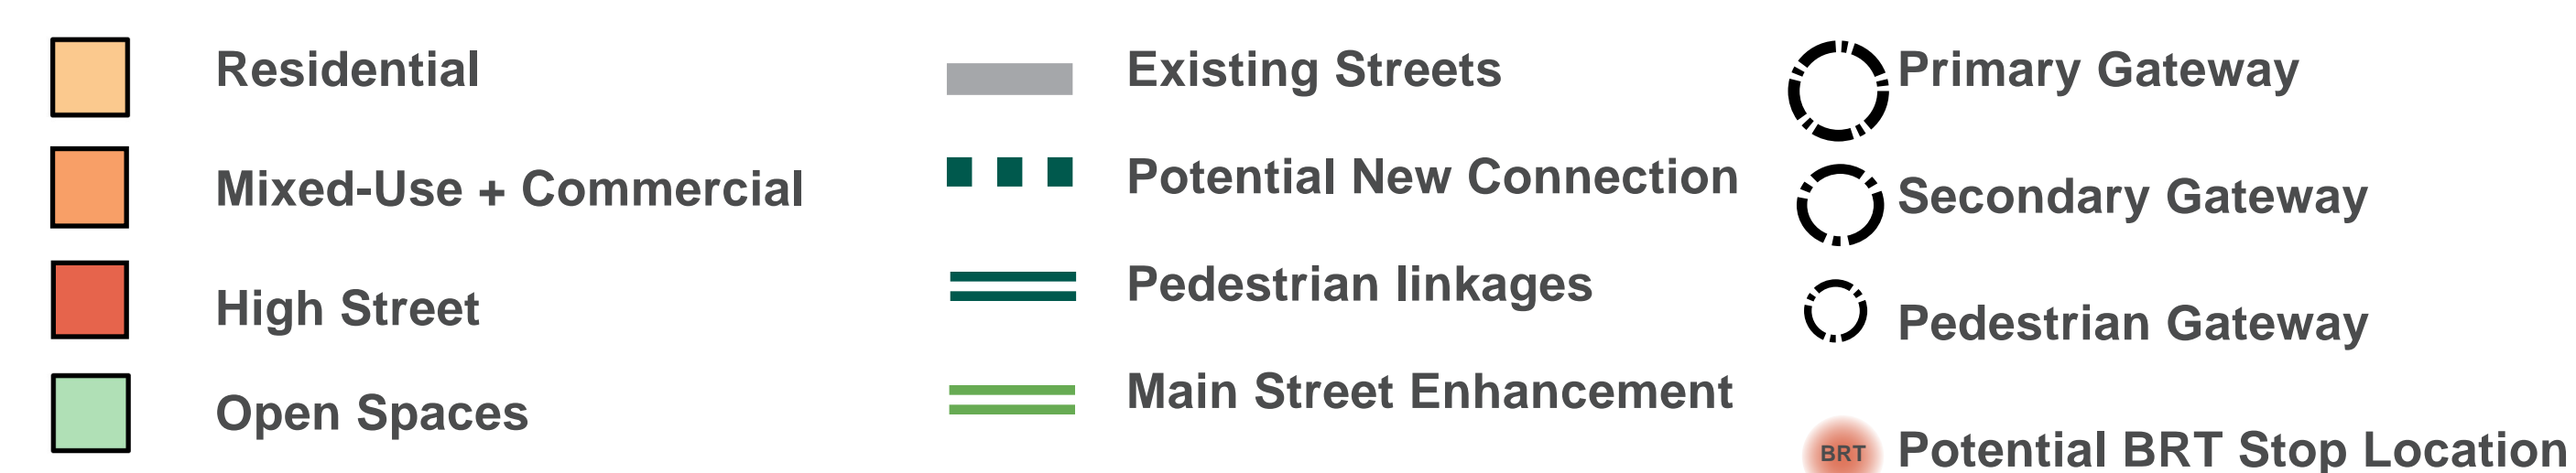 Residential
Mixed-Use + Commercial
High Street
Open Spaces
Existing Streets
Potential New Connection
Pedestrian linkages
Main Street Enhancement
Primary Gateway
Secondary Gateway
Pedestrian Gateway
BRT Potential BRT Stop Location